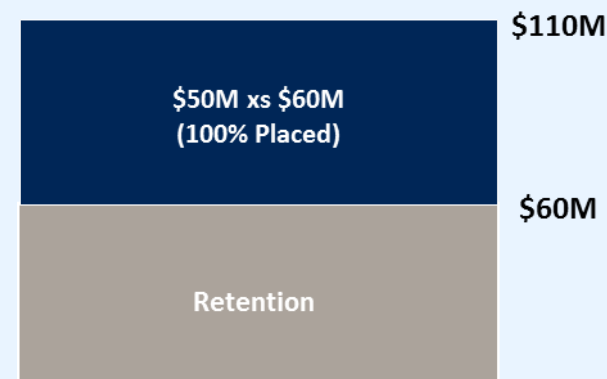 $110M
$50M xs $60M
(100% Placed)
$60M
Retention